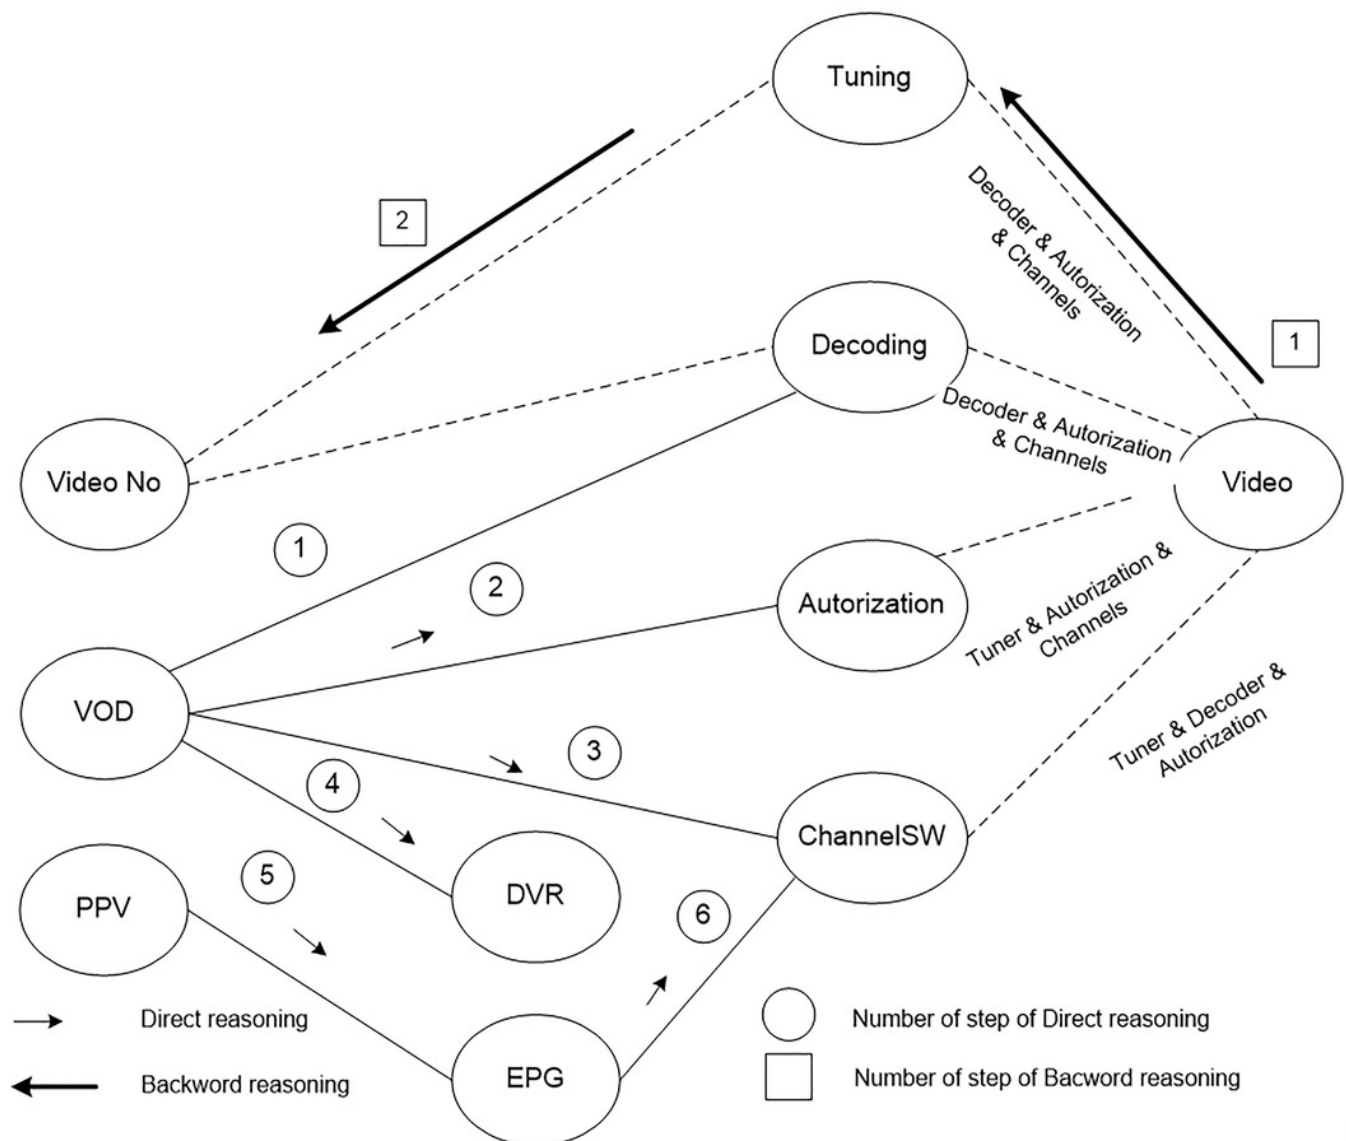 Tuning
2
Decoder & Autorization
& Channels
1
Decoding
Decoder & Autorization
& Channels
Video No
Video
1
2
Autorization
Tuner & Autorization &
Channels
VOD
3
Tuner & Decoder &
Autorization
4
ChannelSW
5
DVR
PPV
6
Direct reasoning
Number of step of Direct reasoning
EPG
Backword reasoning
Number of step of Bacword reasoning